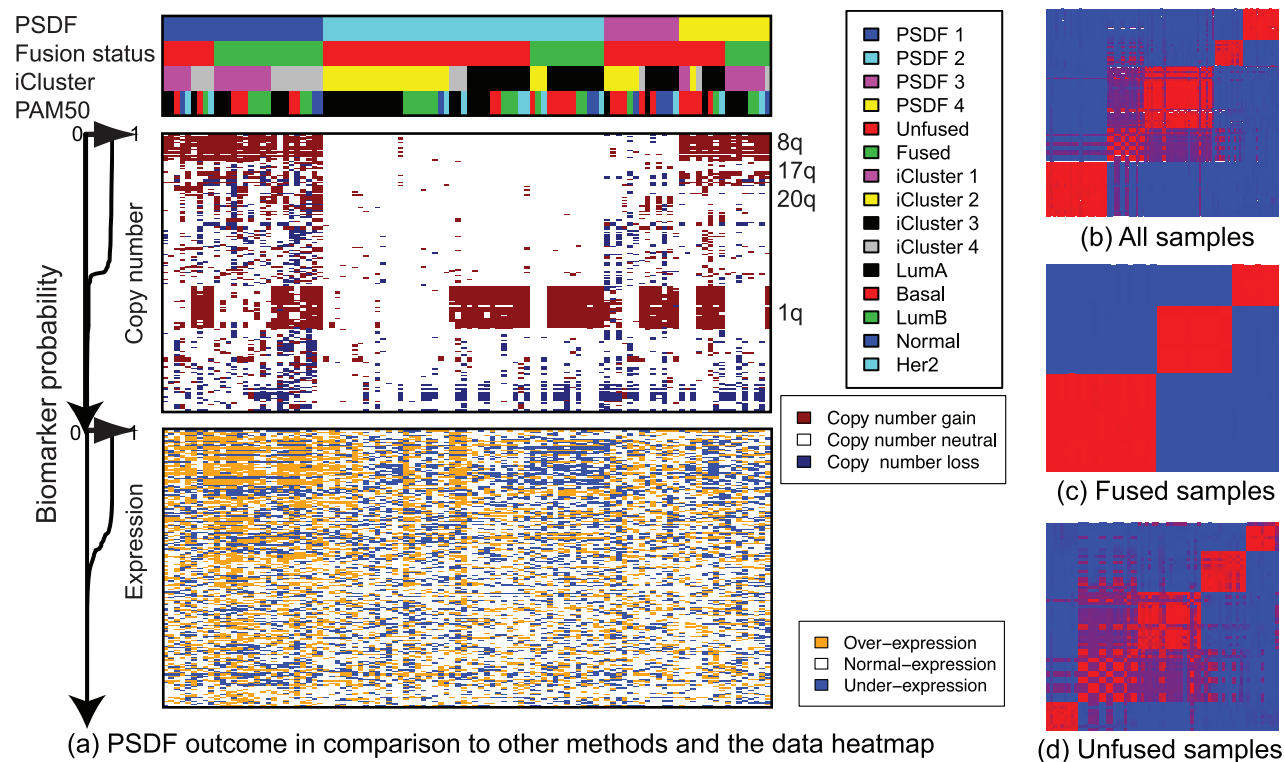 PSDF
Fusion status
iCluster
PAM50
0
1
Biomarker probability
Copy number
8q
17q
20q
1q
0
1
Expression
PSDF 1
PSDF 2
PSDF 3
PSDF 4
Unfused
Fused
iCluster 1
iCluster 2
iCluster 3
iCluster 4
LumA
Basal
LumB
Normal
Her2
Copy number gain
Copy number neutral
Copy number loss
Over-expression
Normal-expression
Under-expression
(a) PSDF outcome in comparison to other methods and the data heatmap
(b) All samples
(c) Fused samples
(d) Unfused samples